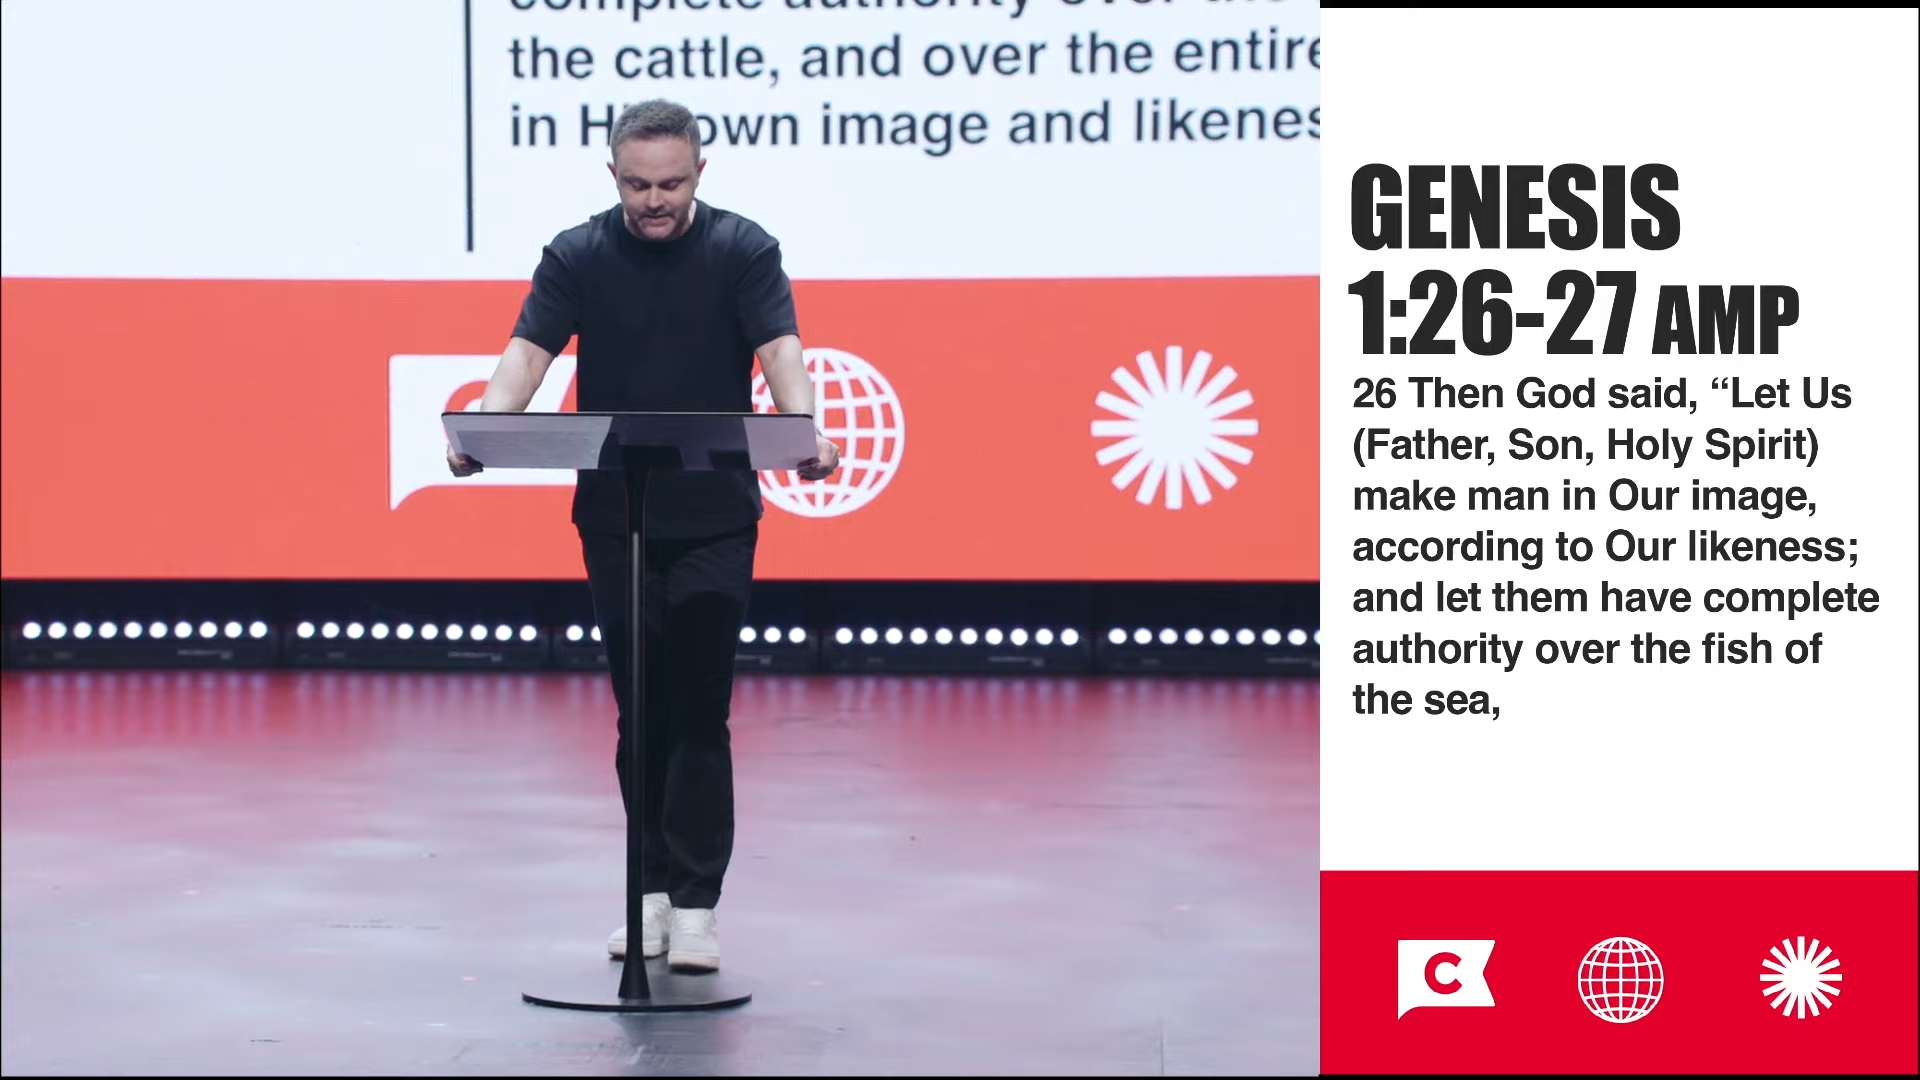 the cattle, and over the entire
in H own image and likenes
GENESIS
1:26-27 AMP
26 Then God said, “Let Us
(Father, Son, Holy Spirit)
make man in Our image,
according to Our likeness;
and let them have complete
authority over the fish of
the sea,
C